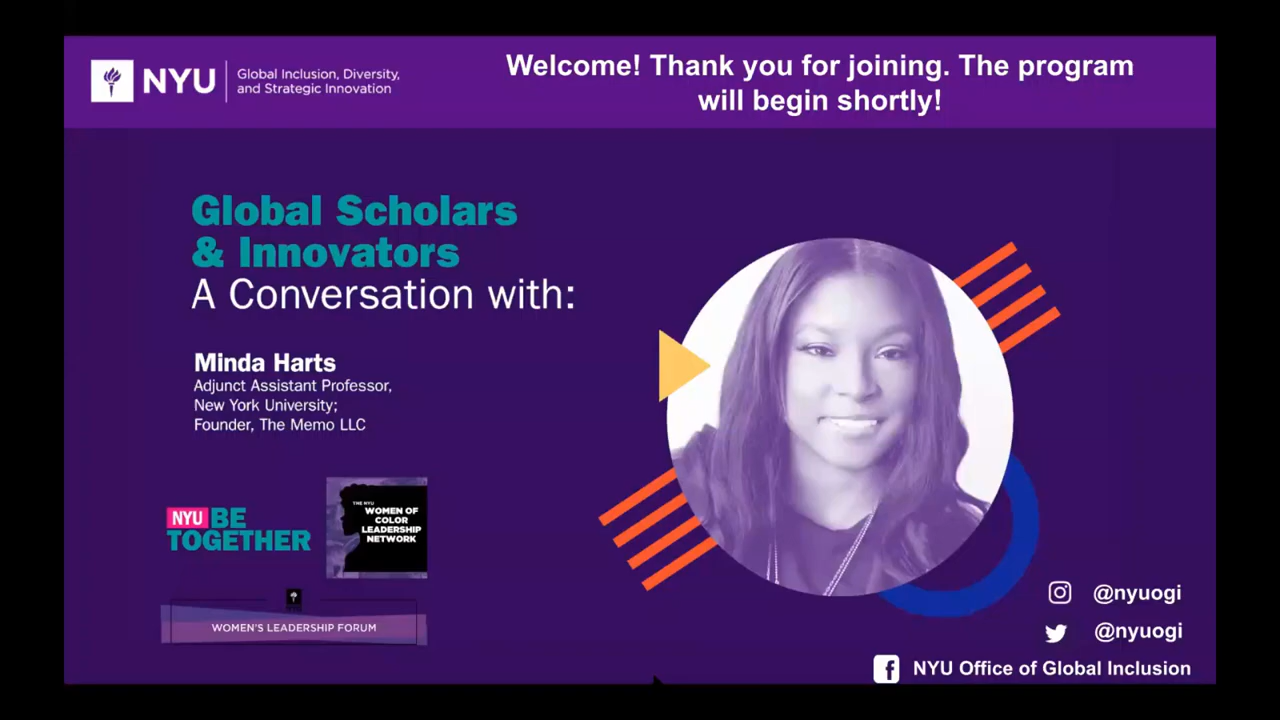 NYU
Global Inclusion, Diversity,
and Strategic Innovation
Welcome! Thank you for joining. The program
will begin shortly!
Global Scholars
& Innovators
A Conversation with:
Minda Harts
Adjunct Assistant Professor,
New York University;
Founder, The Memo LLC
NYU BE
TOGETHER
THE NYU
WOMEN OF
COLOR
LEADERSHIP
NETWORK
WOMEN'S LEADERSHIP FORUM
@nyuogi
@nyuogi
NYU Office of Global Inclusion